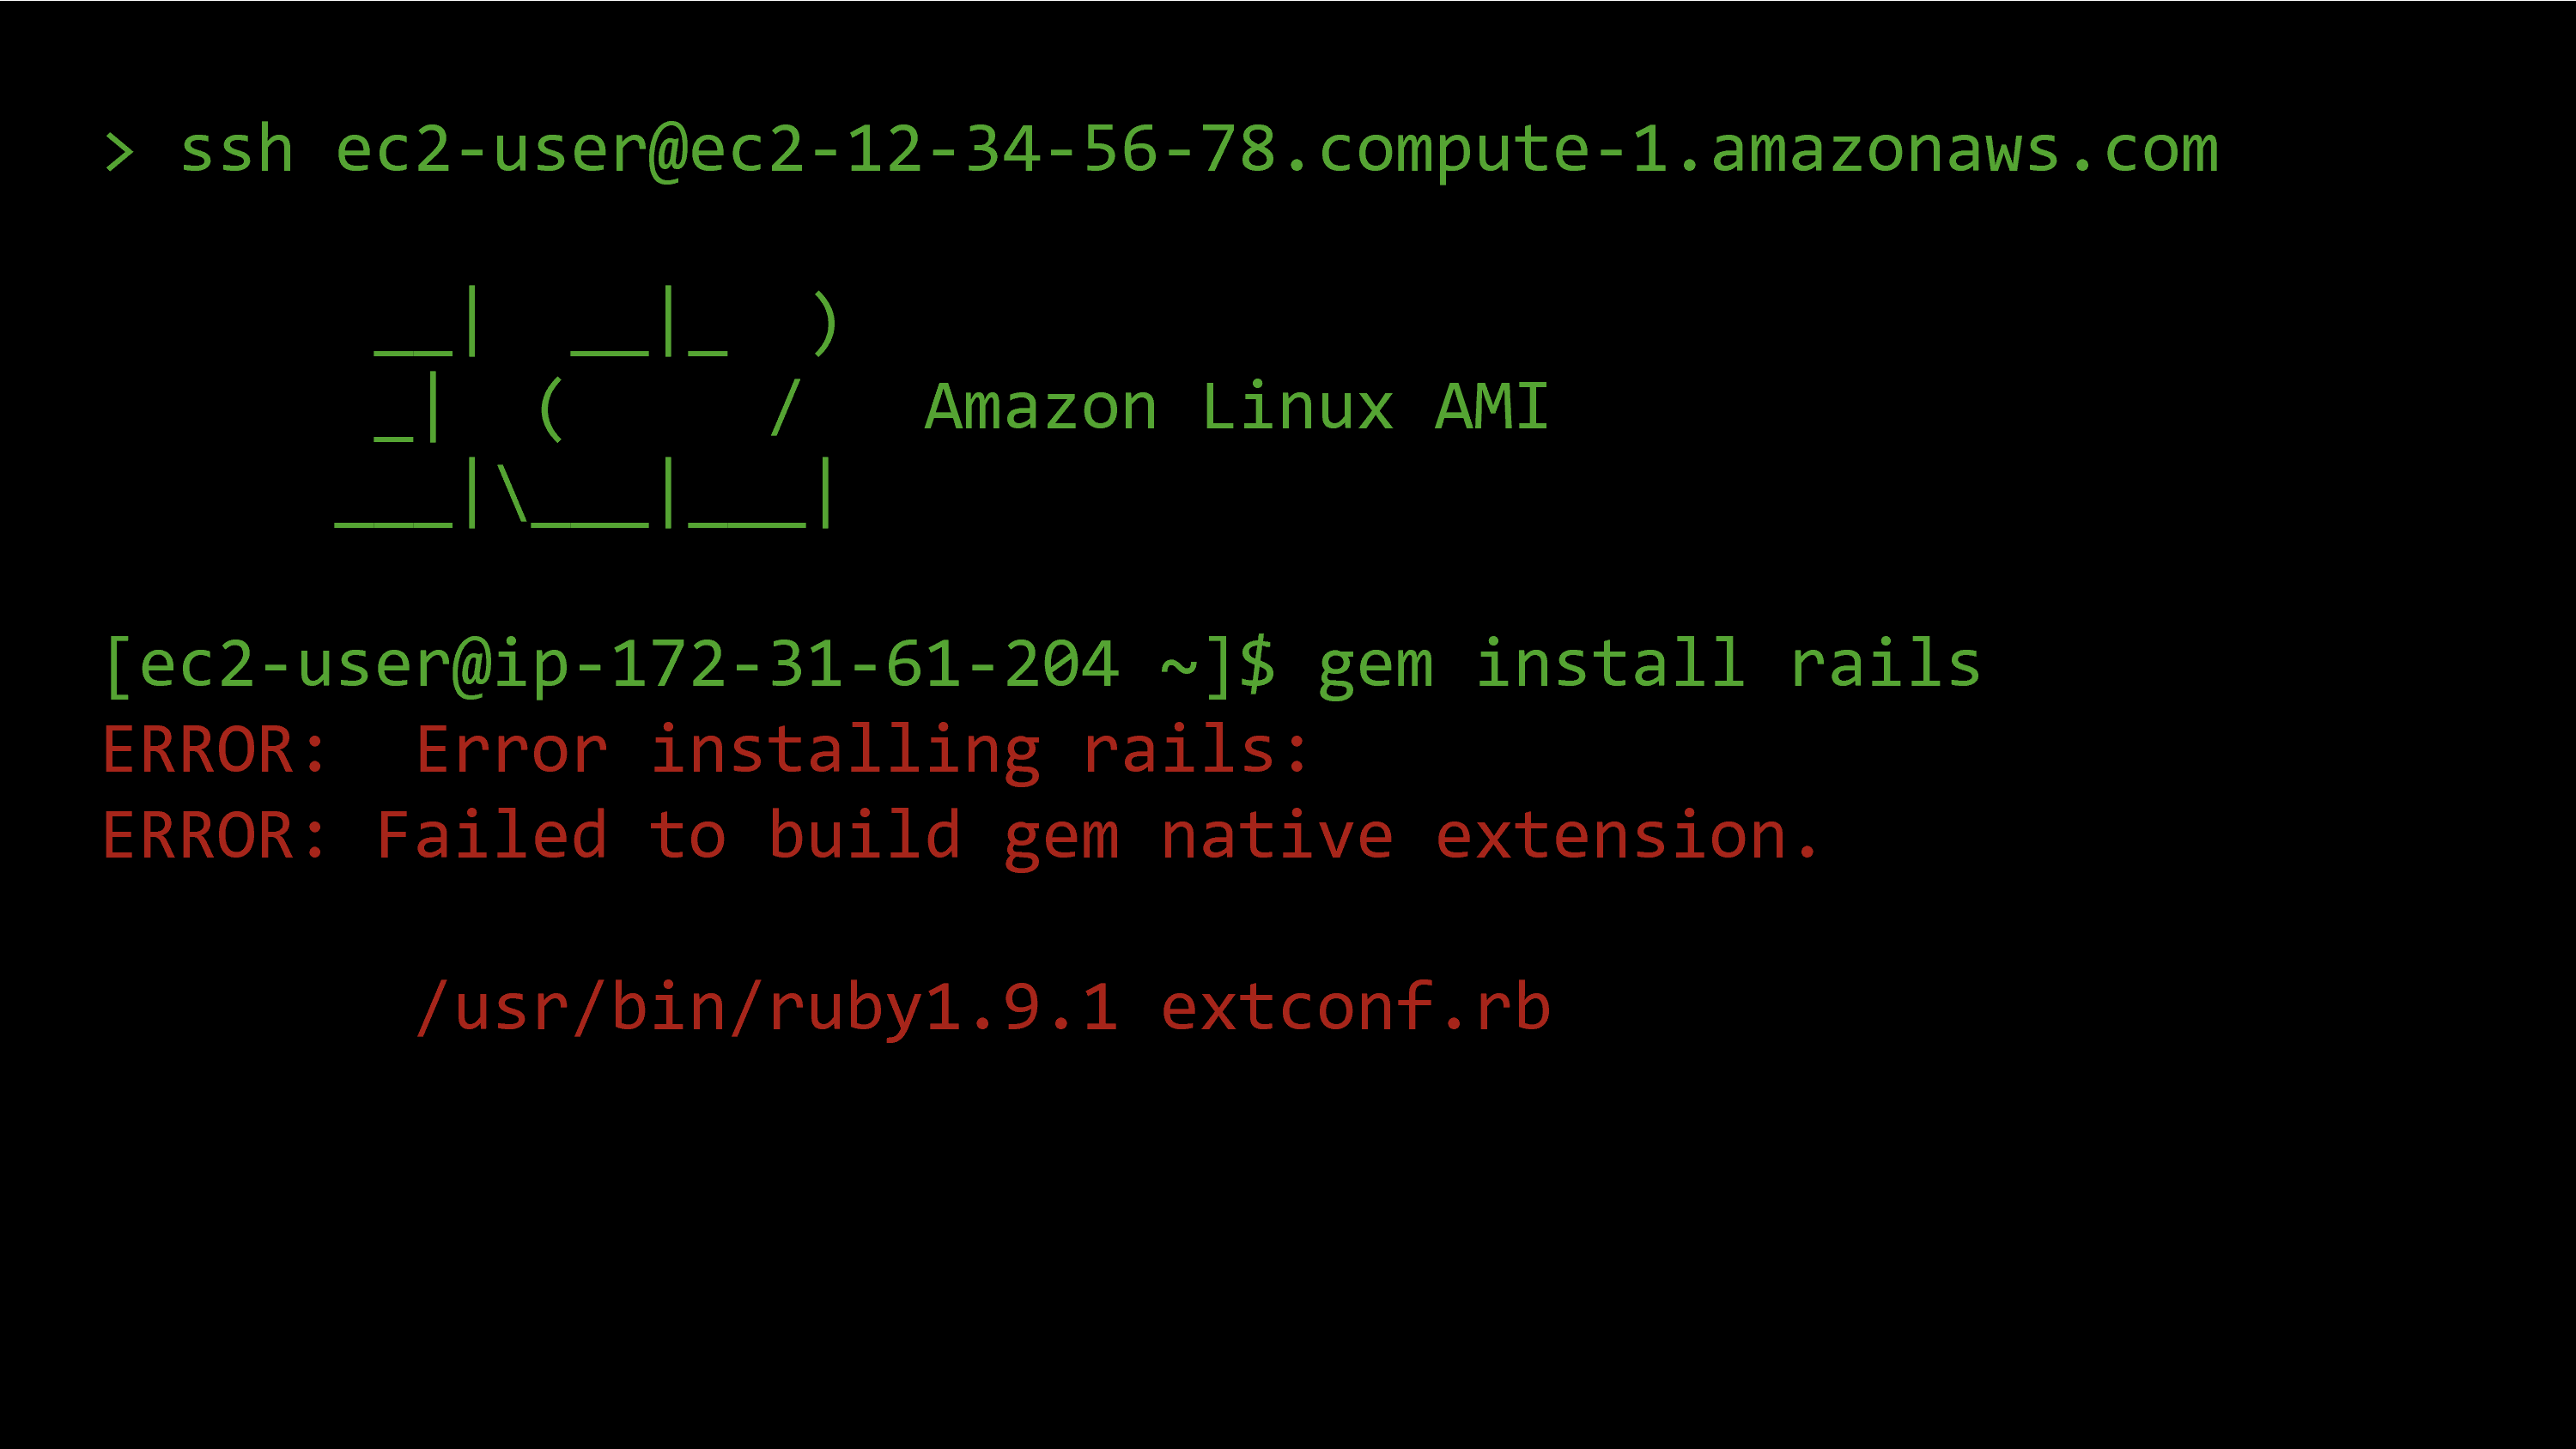 > ssh ec2-user@ec2-12-34-56-78.compute-1.amazonaws.com
       __|  __|_  )
       _|  (     /   Amazon Linux AMI
      ___|\___|___|
[ec2-user@ip-172-31-61-204 ~]$ gem install rails
ERROR:  Error installing rails:
ERROR: Failed to build gem native extension.
        /usr/bin/ruby1.9.1 extconf.rb